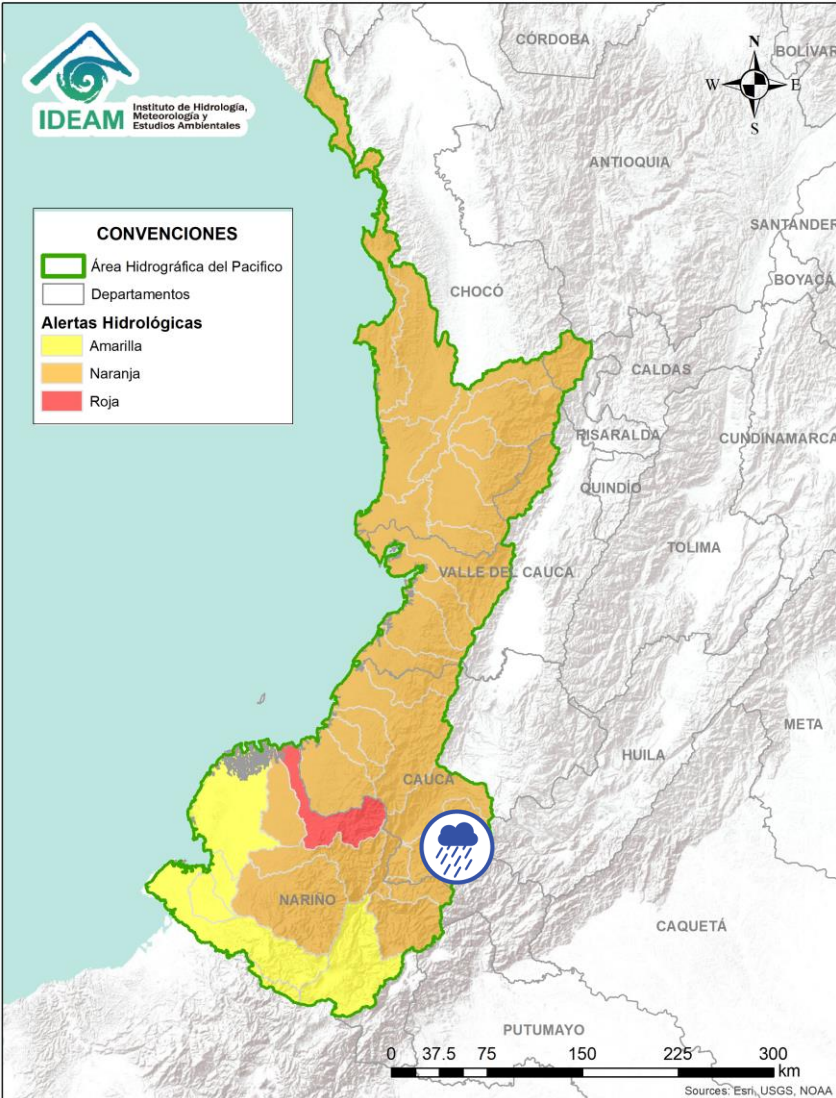 IDEAM
Instituto de Hidrología,
Meteorología y
Estudios Ambientales
N
W
E
S
CÓRDOBA
BOLÍVAR
ANTIOQUIA
SANTANDER
BOYACÁ
CONVENCIONES
Área Hidrográfica del Pacifico
Departamentos
Alertas Hidrológicas
Amarilla
Naranja
Roja
CHOCÓ
CALDAS
RISARALDA
CUNDINAMARCA
QUINDÍO
TOLIMA
VALLE DEL CAUCA
META
HUILA
CAUCA
NARIÑO
CAQUETÁ
PUTUMAYO
0 37.5 75 150 225 300
km
Sources: Esri, USGS, NOAA